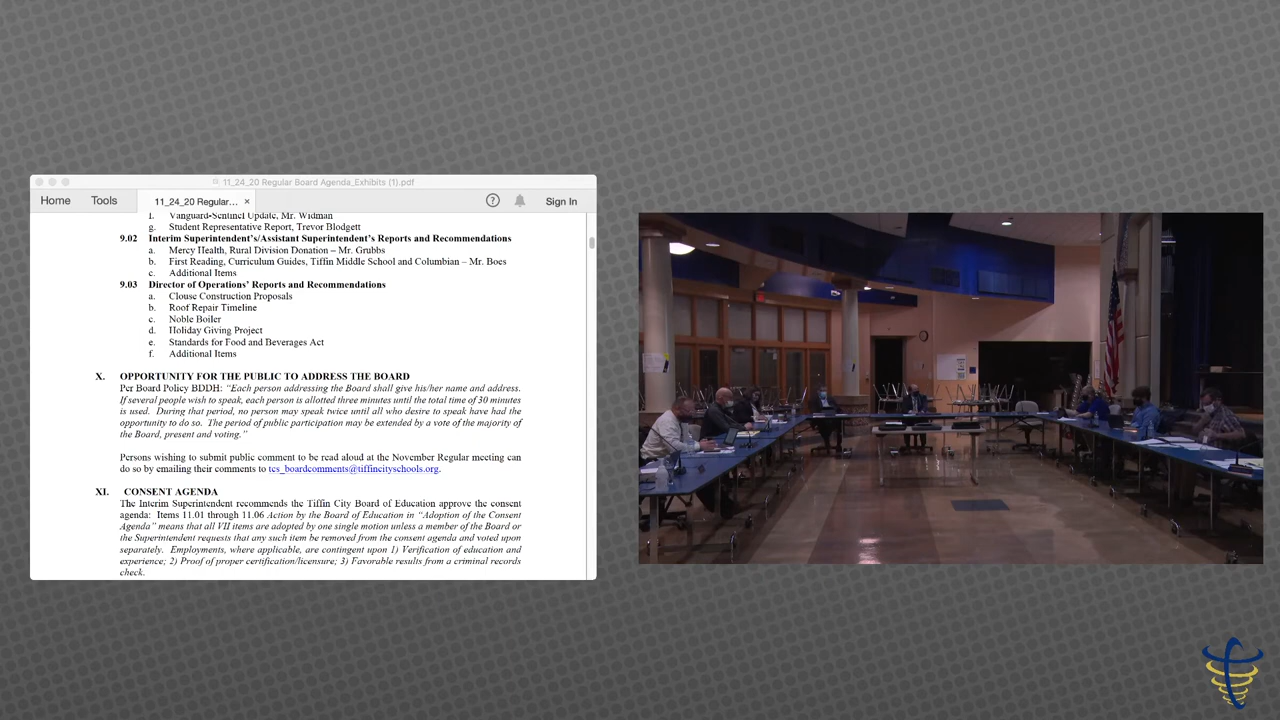 11_24_20 Regular Board Agenda_Exhibits (1).pdf
Home Tools 11_24_20 Regular... × ? Sign In
f. Vanguard-Sentinel Update, Mr. Widman
g. Student Representative Report, Trevor Blodgett
9.02 Interim Superintendent's/Assistant Superintendent's Reports and Recommendations
a. Mercy Health, Rural Division Donation – Mr. Grubbs
b. First Reading, Curriculum Guides, Tiffin Middle School and Columbian – Mr. Boes
c. Additional Items
9.03 Director of Operations' Reports and Recommendations
a. Clouse Construction Proposals
b. Roof Repair Timeline
c. Noble Boiler
d. Holiday Giving Project
e. Standards for Food and Beverages Act
f. Additional Items
X. OPPORTUNITY FOR THE PUBLIC TO ADDRESS THE BOARD
Per Board Policy BDDH: "Each person addressing the Board shall give his/her name and address.
If several people wish to speak, each person is allotted three minutes until the total time of 30 minutes
is used. During that period, no person may speak twice until all who desire to speak have had the
opportunity to do so. The period of public participation may be extended by a vote of the majority of
the Board, present and voting."
Persons wishing to submit public comment to be read aloud at the November Regular meeting can
do so by emailing their comments to tcs_boardcomments@tiffincityschools.org.
XI. CONSENT AGENDA
The Interim Superintendent recommends the Tiffin City Board of Education approve the consent
agenda: Items 11.01 through 11.06 Action by the Board of Education in "Adoption of the Consent
Agenda" means that all VII items are adopted by one single motion unless a member of the Board or
the Superintendent requests that any such item be removed from the consent agenda and voted upon
separately. Employments, where applicable, are contingent upon 1) Verification of education and
experience; 2) Proof of proper certification/licensure; 3) Favorable results from a criminal records
check.